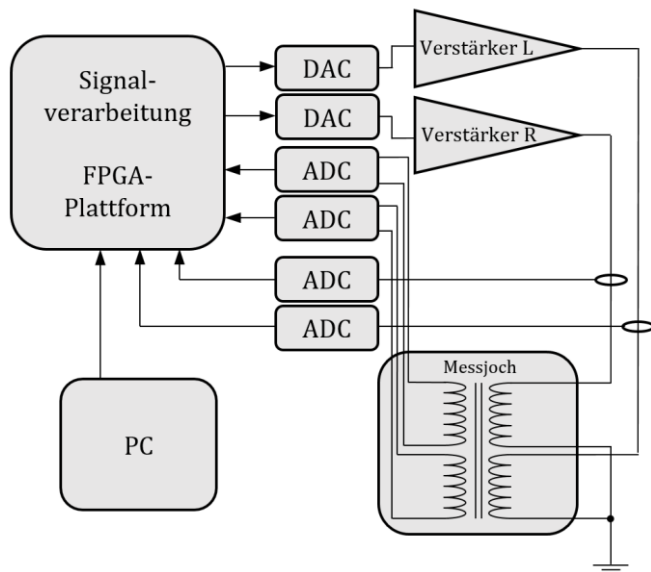 Signal-
verarbeitung
FPGA-
Plattform
DAC
DAC
ADC
ADC
ADC
ADC
Verstärker L
Verstärker R
Messjoch
PC